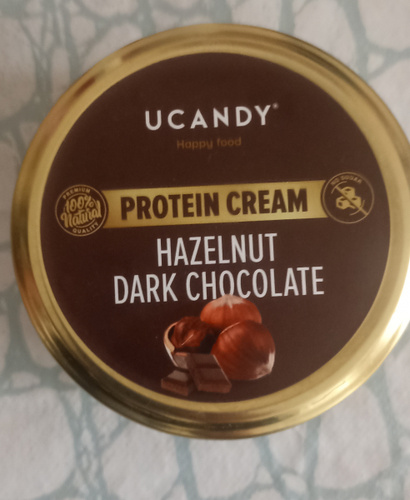 UCANDY®
Happy food
PREMIUM
100%
Natural
QUALITY
PROTEIN CREAM
NO SUGAR
HAZELNUT
DARK CHOCOLATE